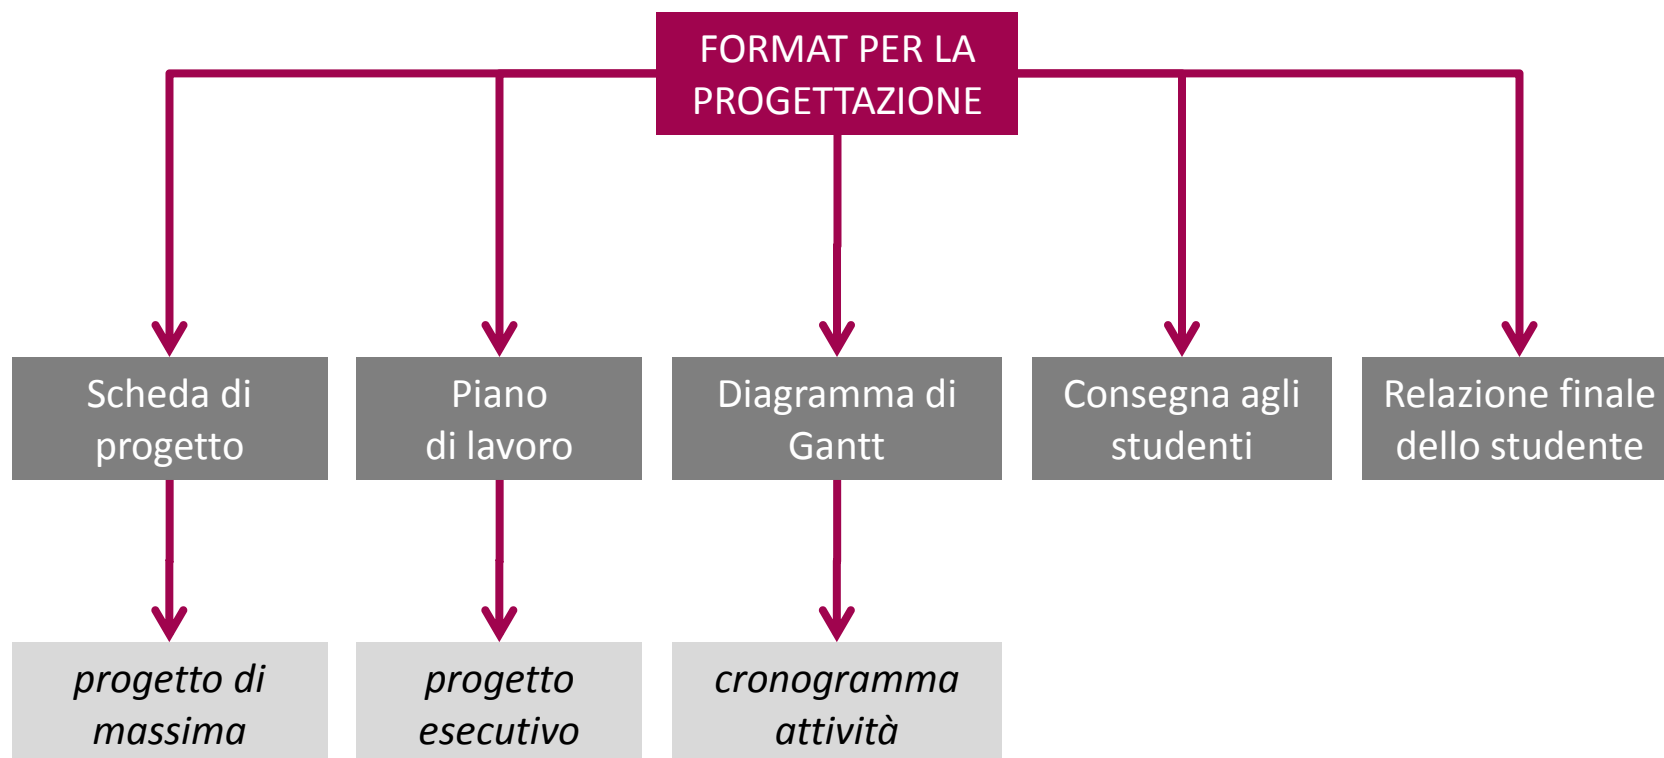 FORMAT PER LA
PROGETTAZIONE
Scheda di
progetto
Piano
di lavoro
Diagramma di
Gantt
Consegna agli
studenti
Relazione finale
dello studente
progetto di
massima
progetto
esecutivo
cronogramma
attività